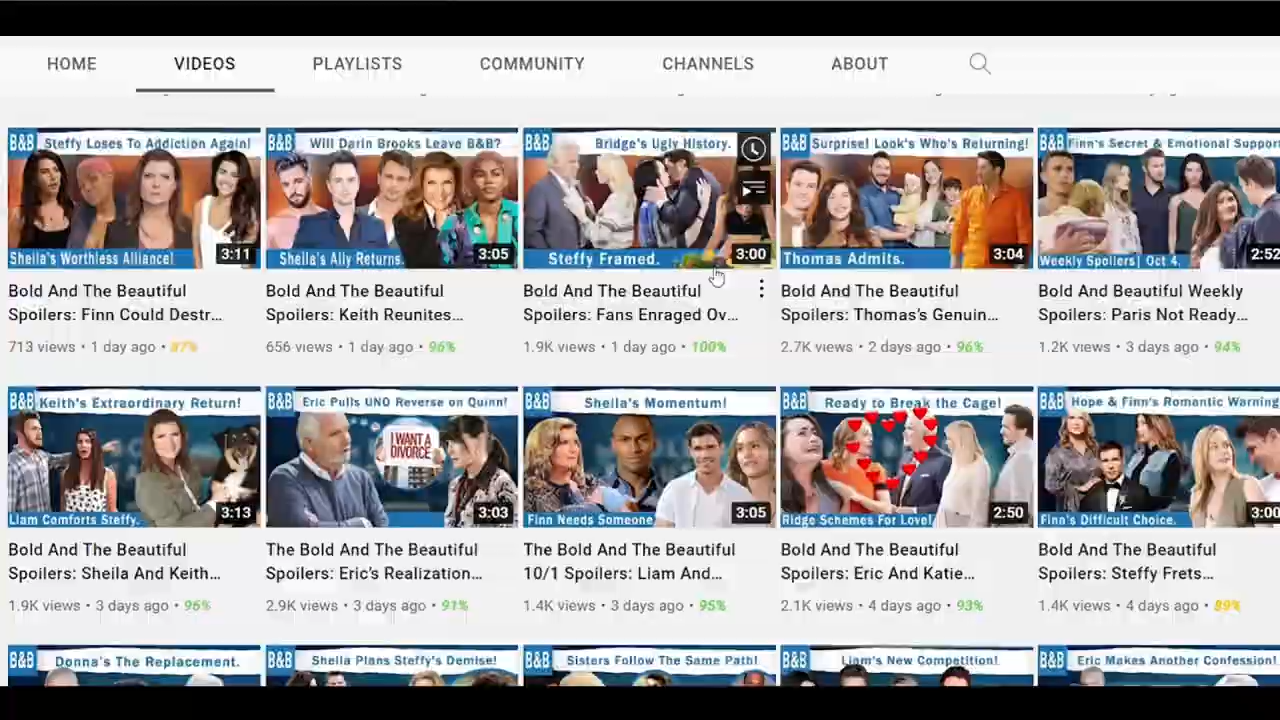 HOME VIDEOS PLAYLISTS COMMUNITY CHANNELS ABOUT
B&B Steffy Loses To Addiction Again!
Sheila's Worthless Alliance!
3:11
Bold And The Beautiful
Spoilers: Finn Could Destr...
713 views • 1 day ago • 87%
B&B Will Darin Brooks Leave B&B?
Sheila's Ally Returns.
3:05
Bold And The Beautiful
Spoilers: Keith Reunites...
656 views • 1 day ago • 96%
B&B Bridge's Ugly History.
Steffy Framed.
3:00
Bold And The Beautiful
Spoilers: Fans Enraged Ov...
1.9K views • 1 day ago • 100%
B&B Surprise! Look's Who's Returning!
Thomas Admits.
3:04
Bold And The Beautiful
Spoilers: Thomas's Genuin...
2.7K views • 2 days ago • 96%
B&B Finn's Secret & Emotional Support
Weekly Spoilers| Oct 4.
2:52
Bold And Beautiful Weekly
Spoilers: Paris Not Ready...
1.2K views • 3 days ago • 94%
B&B Keith's Extraordinary Return!
Liam Comforts Steffy.
3:13
Bold And The Beautiful
Spoilers: Sheila And Keith...
1.9K views • 3 days ago • 96%
B&B Eric Pulls UNO Reverse on Quinn!
I WANT A
DIVORCE
3:03
The Bold And The Beautiful
Spoilers: Eric's Realization...
2.9K views • 3 days ago • 91%
B&B Sheila's Momentum!
Finn Needs Someone
3:05
The Bold And The Beautiful
10/1 Spoilers: Liam And...
1.4K views • 3 days ago • 95%
B&B Ready to Break the Cage!
Ridge Schemes For Love!
2:50
Bold And The Beautiful
Spoilers: Eric And Katie...
2.1K views • 4 days ago • 93%
B&B Hope & Finn's Romantic Warning
Finn's Difficult Choice.
3:00
Bold And The Beautiful
Spoilers: Steffy Frets...
1.4K views • 4 days ago • 89%
B&B Donna's The Replacement.
B&B Sheila Plans Steffy's Demise!
B&B Sisters Follow The Same Path!
B&B Liam's New Competition!
B&B Eric Makes Another Confession!